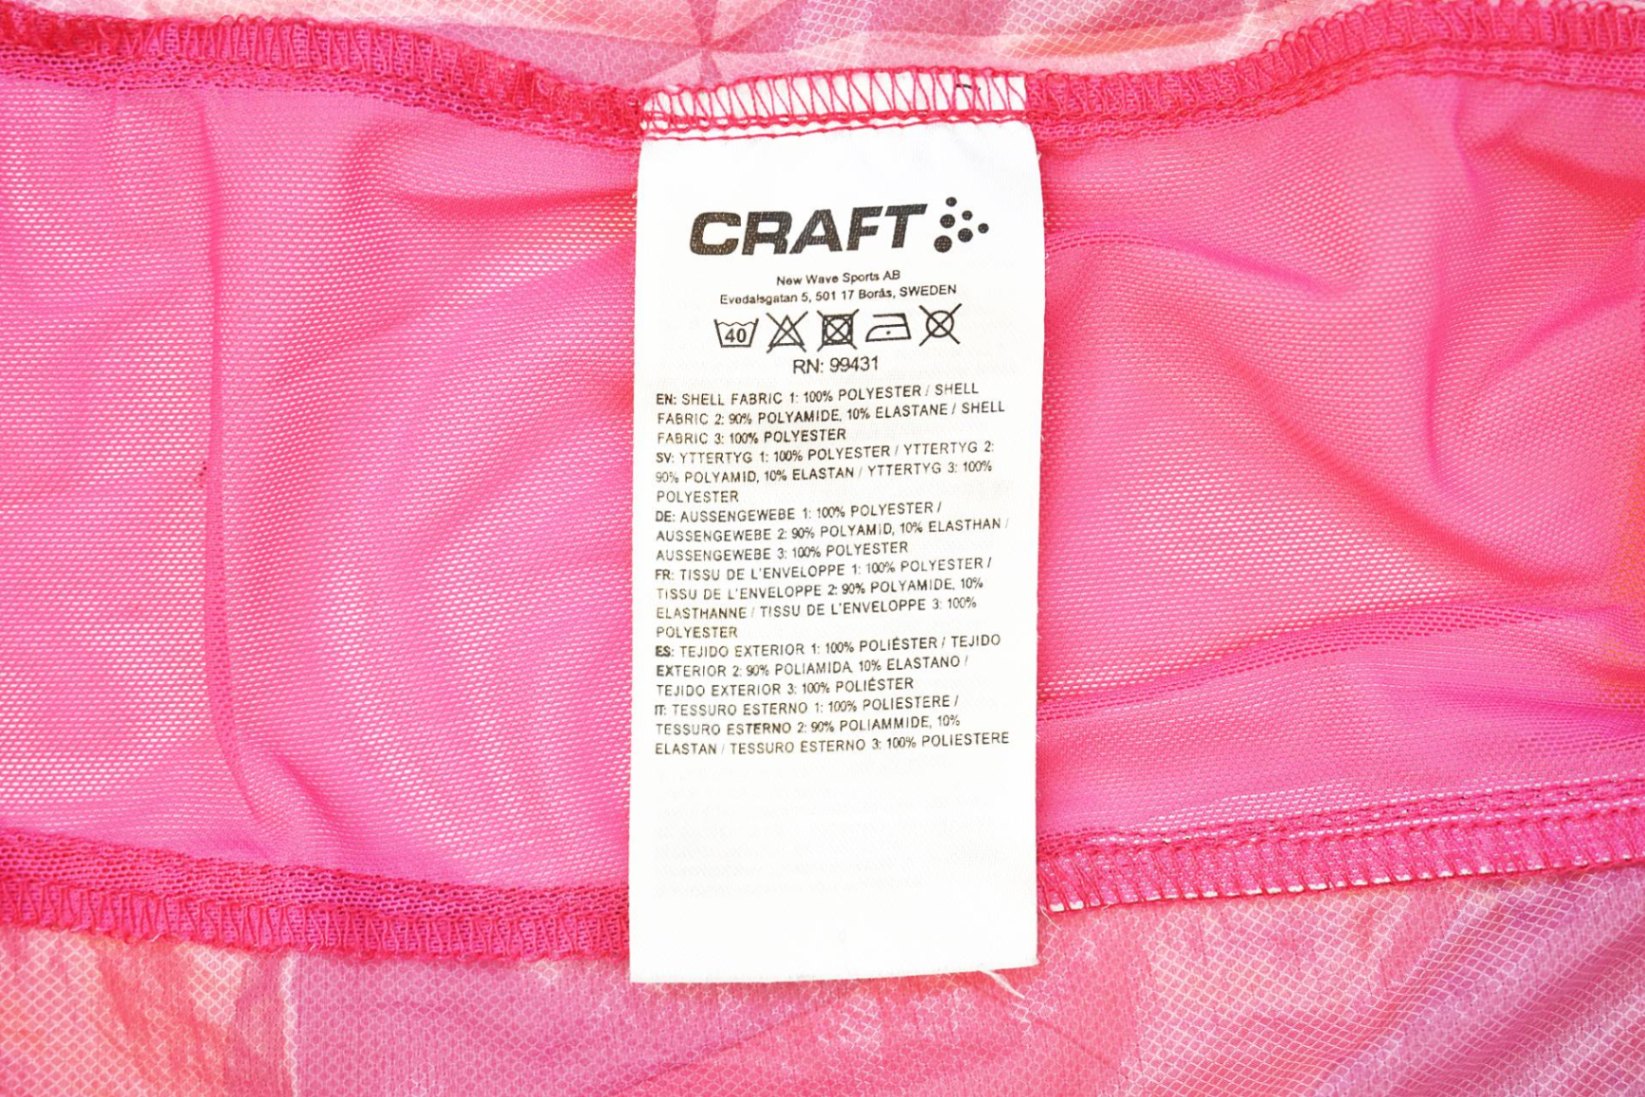 CRAFT
New Wave Sports AB
Evedalsgatan 5, 501 17 Borås, SWEDEN
40
RN: 99431
EN: SHELL FABRIC 1: 100% POLYESTER / SHELL
FABRIC 2: 90% POLYAMIDE, 10% ELASTANE / SHELL
FABRIC 3: 100% POLYESTER
SV: YTTERTYG 1: 100% POLYESTER / YTTERTYG 2:
90% POLYAMID, 10% ELASTAN / YTTERTYG 3: 100%
POLYESTER
DE: AUSSENGEWEBE 1: 100% POLYESTER /
AUSSENGEWEBE 2: 90% POLYAMID, 10% ELASTHAN /
AUSSENGEWEBE 3: 100% POLYESTER
FR: TISSU DE L'ENVELOPPE 1: 100% POLYESTER /
TISSU DE L'ENVELOPPE 2: 90% POLYAMIDE, 10%
ELASTHANNE / TISSU DE L'ENVELOPPE 3: 100%
POLYESTER
ES: TEJIDO EXTERIOR 1: 100% POLIÉSTER / TEJIDO
EXTERIOR 2: 90% POLIAMIDA, 10% ELASTANO /
TEJIDO EXTERIOR 3: 100% POLIÉSTER
IT: TESSURO ESTERNO 1: 100% POLIESTERE /
TESSURO ESTERNO 2: 90% POLIAMMIDE, 10%
ELASTAN / TESSURO ESTERNO 3: 100% POLIESTERE